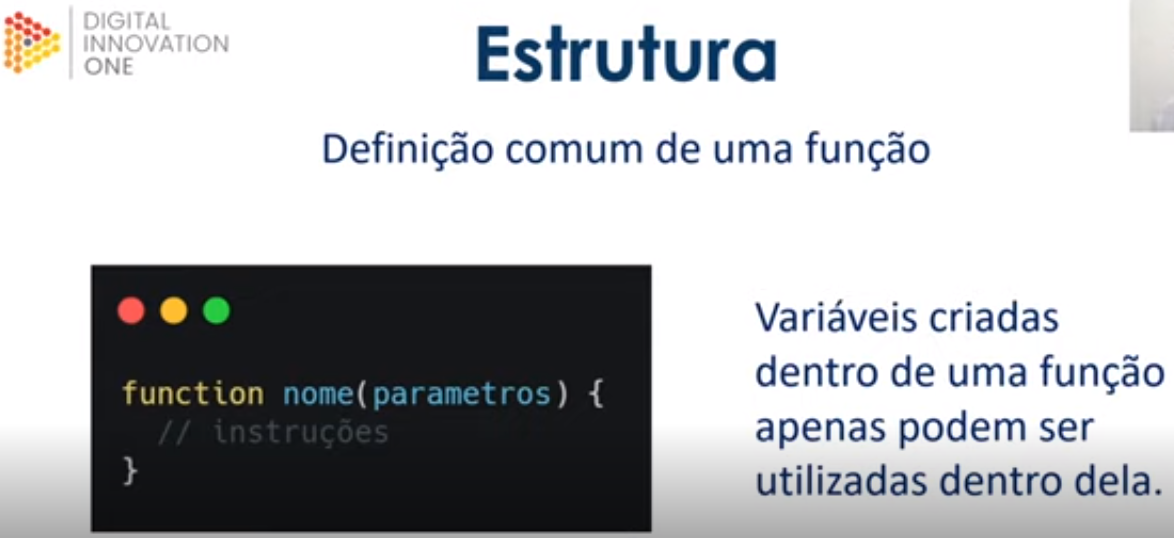 DIGITAL
INNOVATION
ONE
Estrutura
Definição comum de uma função
function nome(parametros) {
// instruções
}
Variáveis criadas
dentro de uma função
apenas podem ser
utilizadas dentro dela.